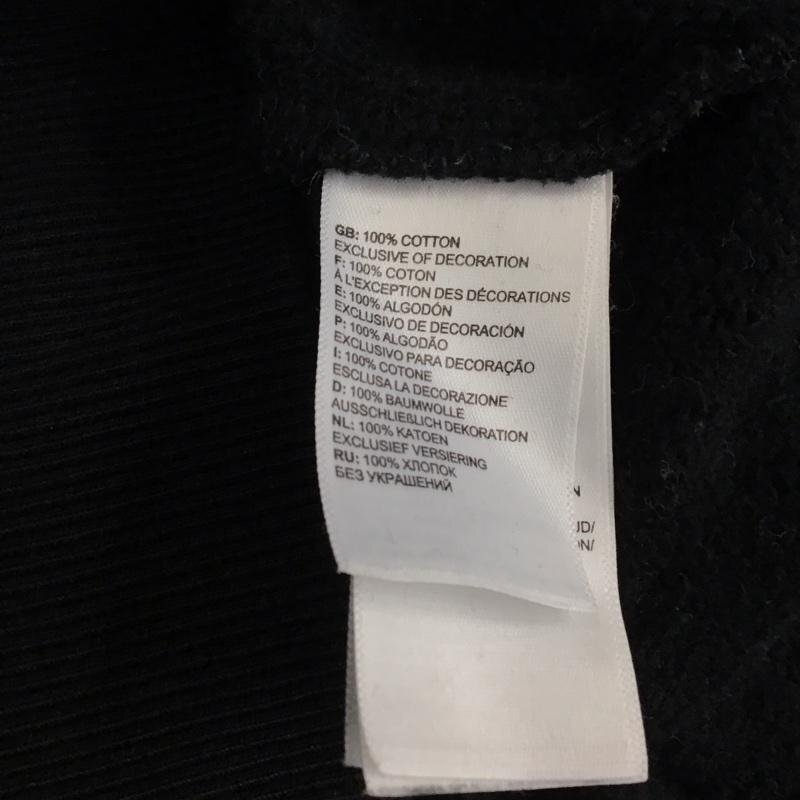 GB: 100% COTTON
EXCLUSIVE OF DECORATION
F: 100% COTON
À L'EXCEPTION DES DÉCORATIONS
E: 100% ALGODÓN
EXCLUSIVO DE DECORACIÓN
P: 100% ALGODÃO
EXCLUSIVO PARA DECORAÇÃO
I: 100% COTONE
ESCLUSA LA DECORAZIONE
D: 100% BAUMWOLLE
AUSSCHLIEßLICH DEKORATION
NL: 100% KATOEN
EXCLUSIEF VERSIERING
RU: 100% ХЛОПОК
БЕЗ УКРАШЕНИЙ